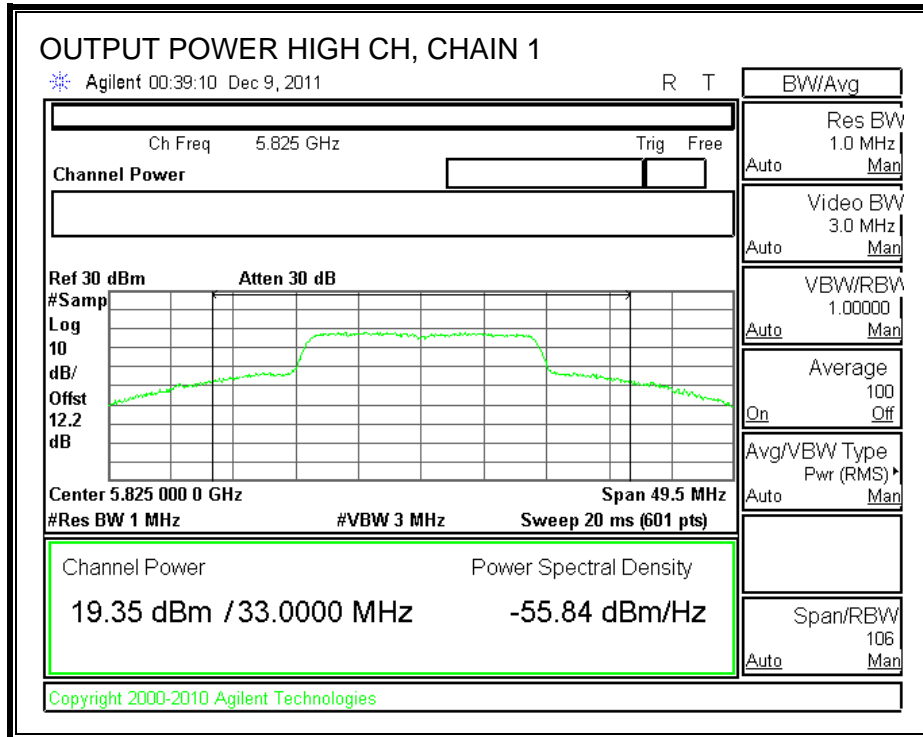 OUTPUT POWER HIGH CH, CHAIN 1
Agilent 00:39:10 Dec 9, 2011 R T
Ch Freq 5.825 GHz Trig Free
Channel Power
Ref 30 dBm Atten 30 dB
#Samp
Log
10
dB/
Offst
12.2
dB
Center 5.825 000 0 GHz Span 49.5 MHz
#Res BW 1 MHz #VBW 3 MHz Sweep 20 ms (601 pts)
Channel Power Power Spectral Density
19.35 dBm / 33.0000 MHz -55.84 dBm/Hz
Copyright 2000-2010 Agilent Technologies
BW/Avg
Res BW
1.0 MHz
Auto Man
Video BW
3.0 MHz
Auto Man
VBW/RBW
1.00000
Auto Man
Average
100
On Off
Avg/VBW Type
Pwr (RMS)
Auto Man
Span/RBW
106
Auto Man